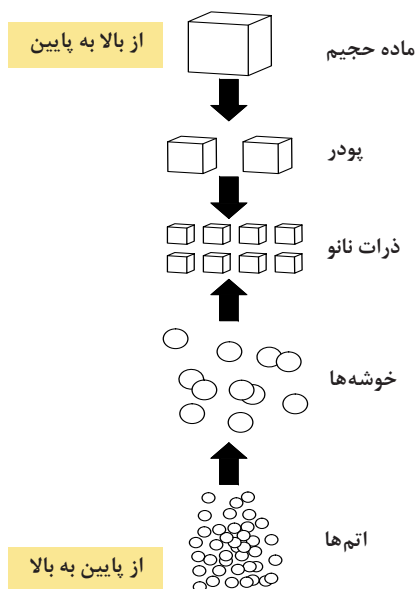 از بالا به پایین
ماده حجیم
پودر
ذرات نانو
خوشه‌ها
اتم‌ها
از پایین به بالا